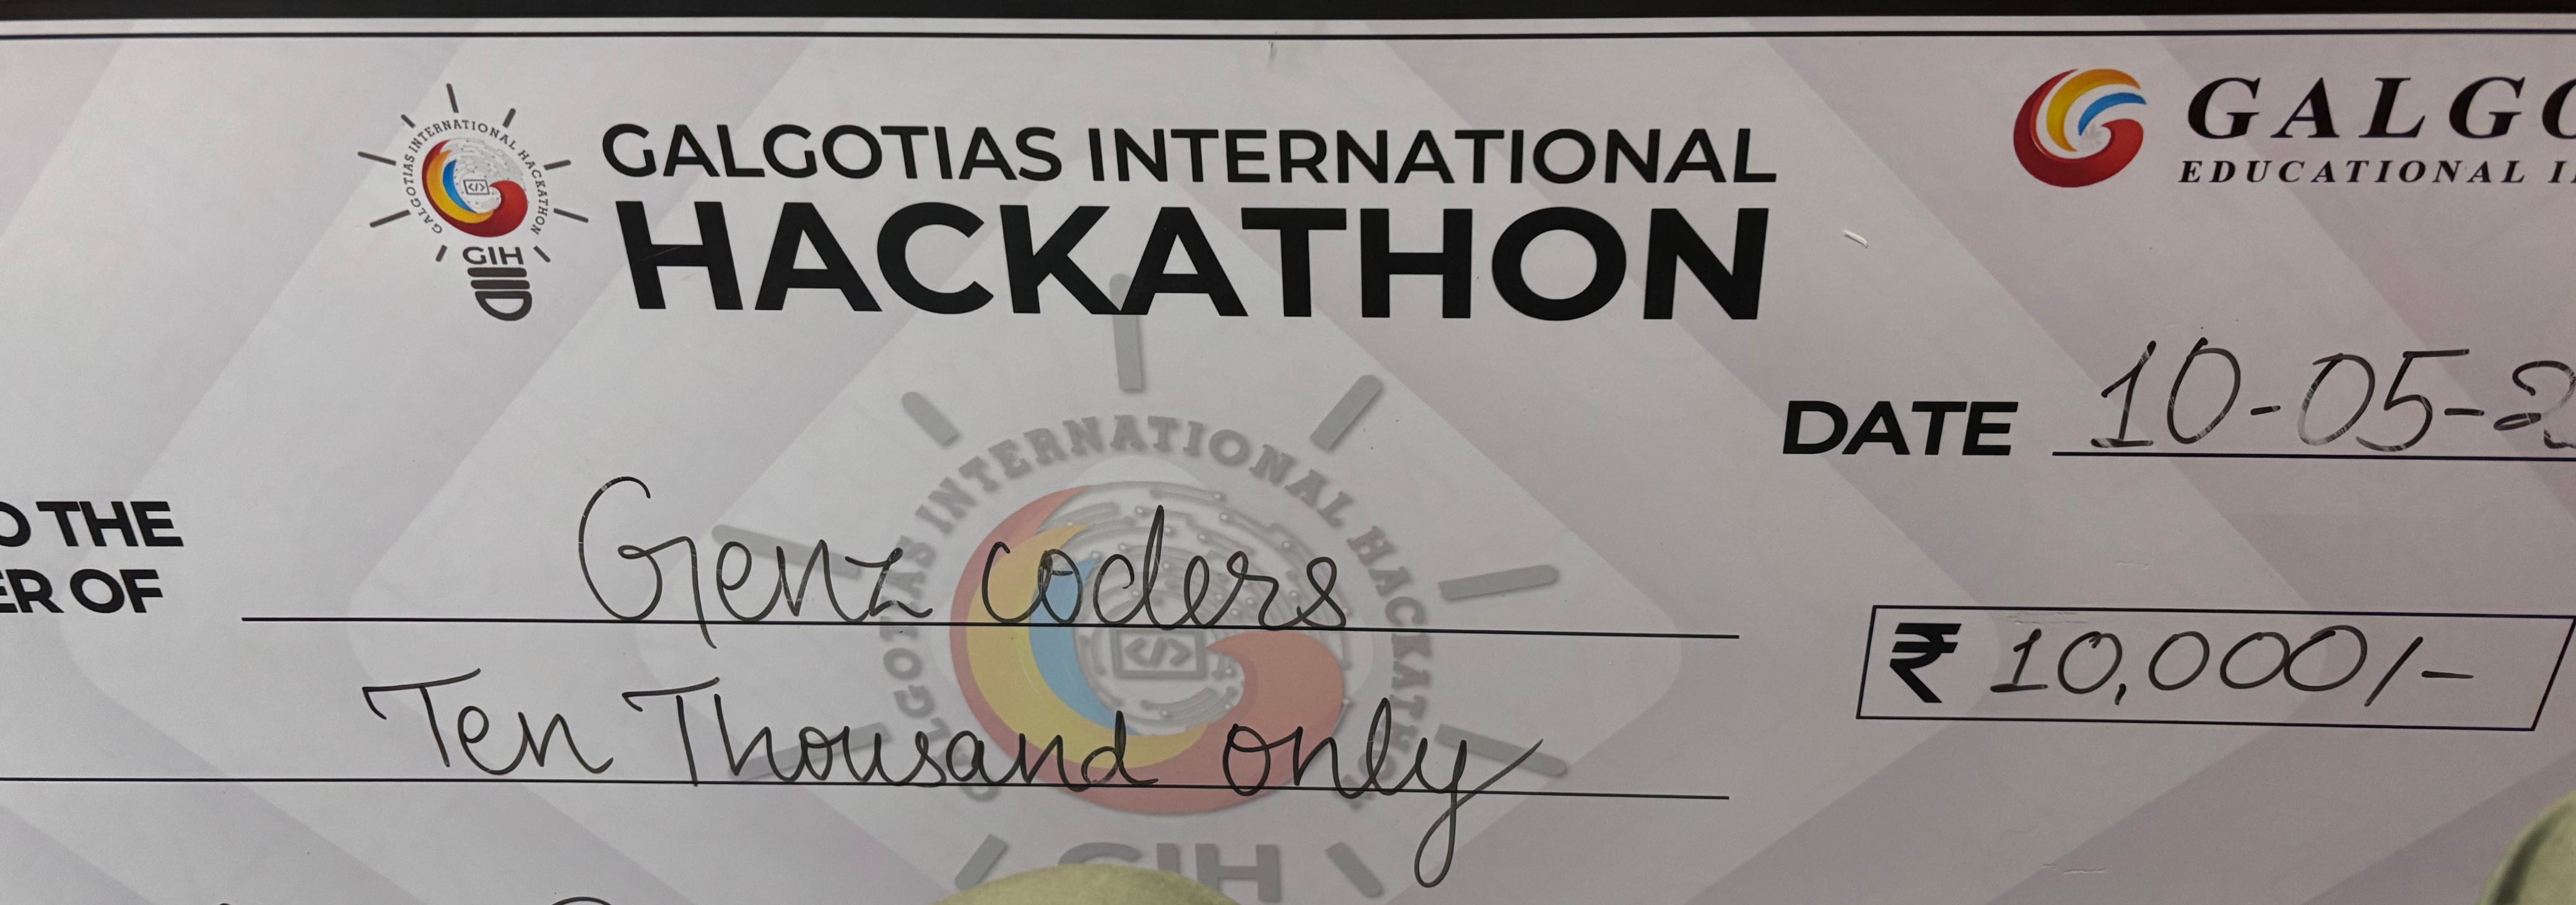 GALGOTIAS INTERNATIONAL HACKATHON
GIH
GALGOTIAS INTERNATIONAL
HACKATHON
GALGO
EDUCATIONAL I
DATE 10-05-2
O THE
ER OF
Genz coders
₹ 10,000/-
Ten Thousand only
GALGOTIAS INTERNATIONAL HACKATHON
</>
GIH